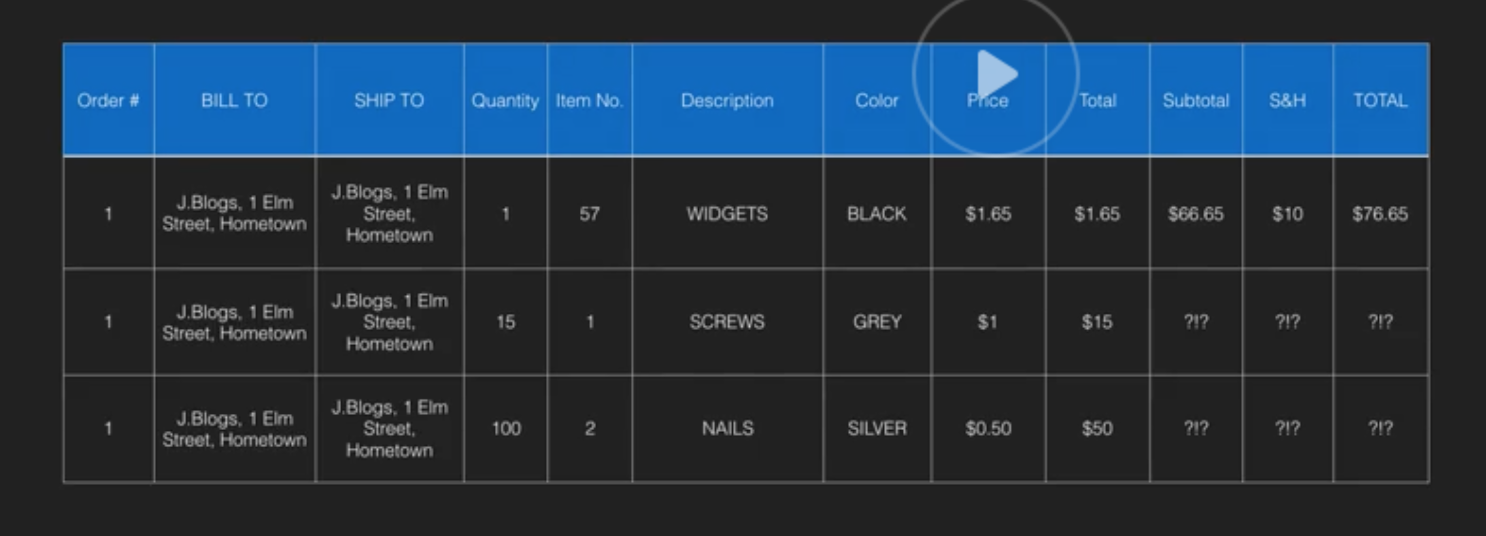 Order # BILL TO SHIP TO Quantity Item No. Description Color Price Total Subtotal S&H TOTAL
1 J.Blogs, 1 Elm Street, Hometown J.Blogs, 1 Elm Street, Hometown 1 57 WIDGETS BLACK $1.65 $1.65 $66.65 $10 $76.65
1 J.Blogs, 1 Elm Street, Hometown J.Blogs, 1 Elm Street, Hometown 15 1 SCREWS GREY $1 $15 ?!? ?!? ?!?
1 J.Blogs, 1 Elm Street, Hometown J.Blogs, 1 Elm Street, Hometown 100 2 NAILS SILVER $0.50 $50 ?!? ?!? ?!?